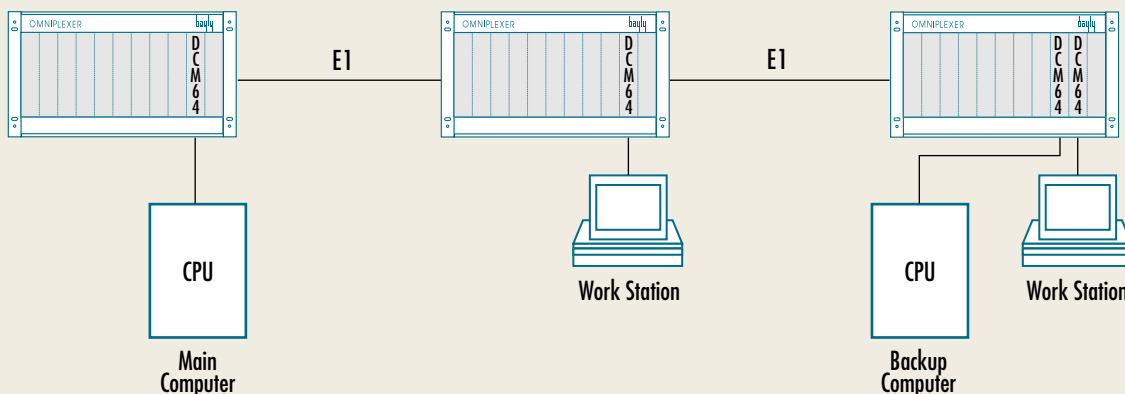 OMNIPLEXER bayly
DCM64
E1
OMNIPLEXER bayly
DCM64
E1
OMNIPLEXER bayly
DCM64 DCM64
CPU
Main
Computer
Work Station
CPU
Backup
Computer
Work Station